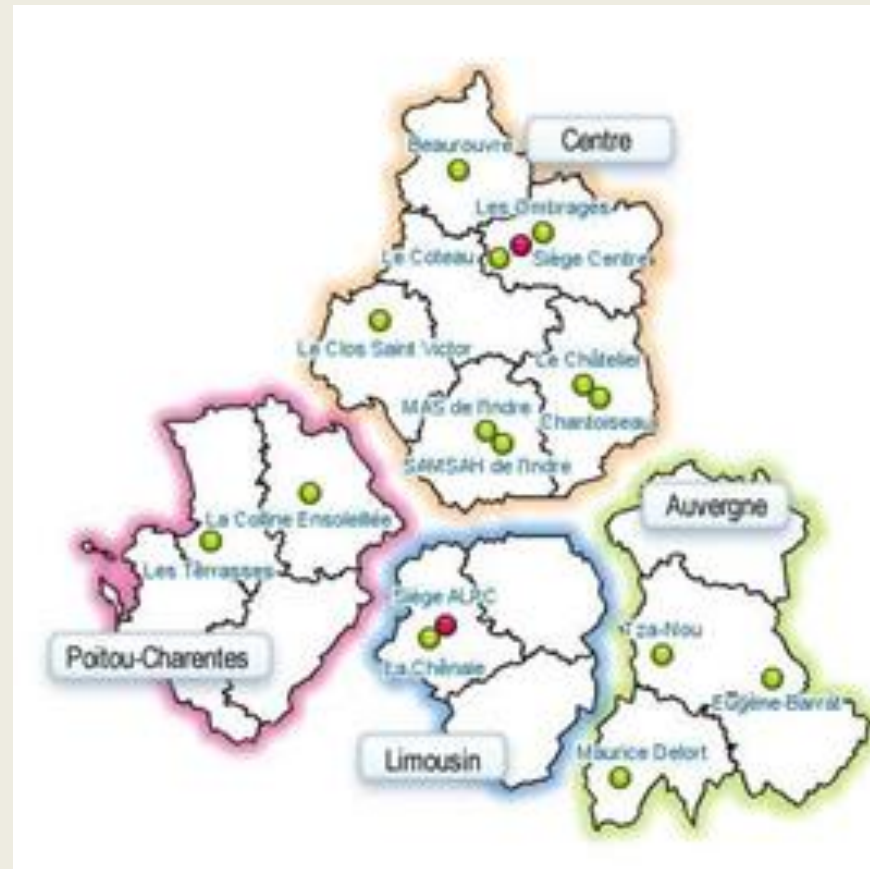 Beaurouvre
Centre
Les Ombrages
Le Coteau
Siège Centre
Le Clos Saint Victor
Le Châtelier
MAS de l'Indre
Chantoiseau
SAMSAH de l'Indre
La Colline Ensoleillée
Les Terrasses
Poitou-Charentes
Auvergne
Siège ALPC
La Chênaie
Limousin
Tza-Nou
Eugène-Barrat
Maurice Delort